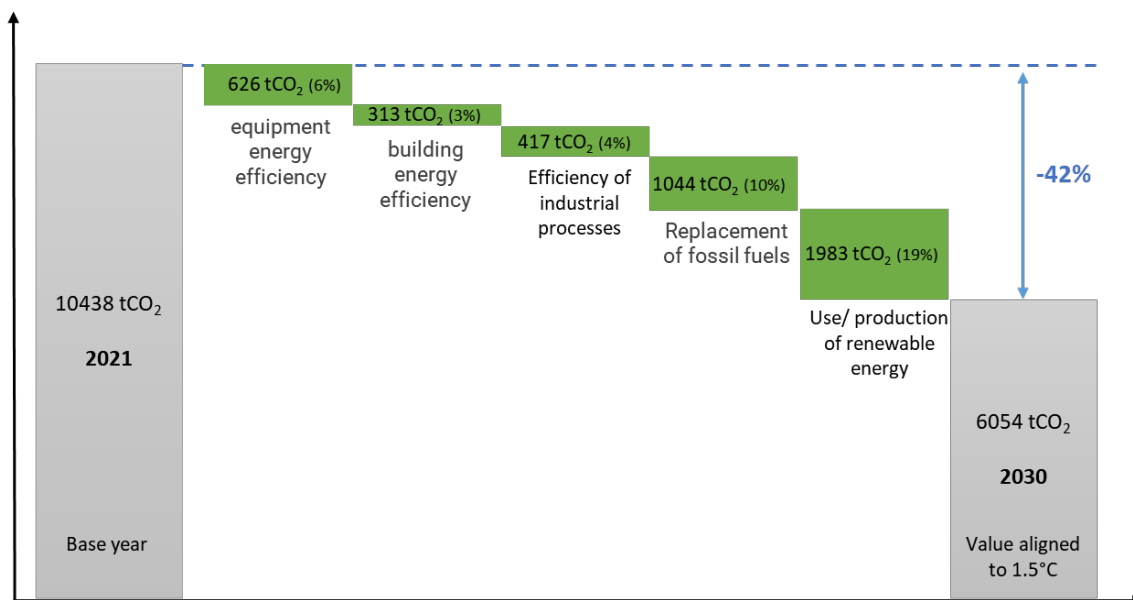 626 tCO₂ (6%)
equipment
energy
efficiency
313 tCO₂ (3%)
building
energy
efficiency
417 tCO₂ (4%)
Efficiency of
industrial
processes
1044 tCO₂ (10%)
Replacement
of fossil fuels
1983 tCO₂ (19%)
Use/ production
of renewable
energy
-42%
10438 tCO₂
2021
Base year
6054 tCO₂
2030
Value aligned
to 1.5°C